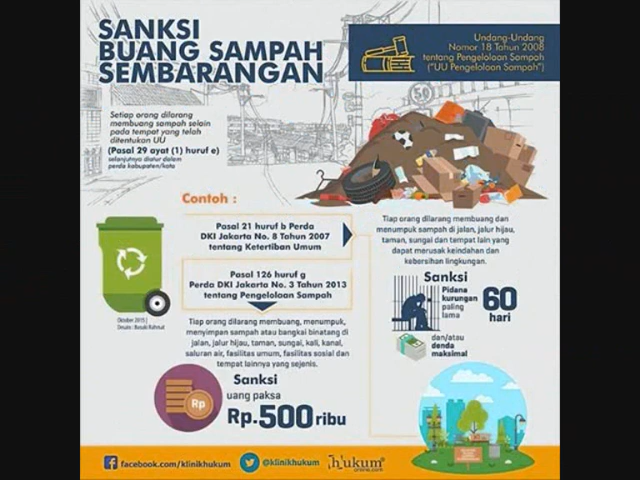 SANKSI
BUANG SAMPAH
SEMBARANGAN
Undang-Undang
Nomor 18 Tahun 2008
tentang Pengelolaan Sampah
("UU Pengelolaan Sampah")
Setiap orang dilarang
membuang sampah selain
pada tempat yang telah
ditentukan UU
(Pasal 29 ayat (1) huruf e)
selanjutnya diatur dalam
perda kabupaten/kota
Contoh :
Pasal 21 huruf b Perda
DKI Jakarta No. 8 Tahun 2007
tentang Ketertiban Umum
Pasal 126 huruf g
Perda DKI Jakarta No. 3 Tahun 2013
tentang Pengelolaan Sampah
Tiap orang dilarang membuang dan
menumpuk sampah di jalan, jalur hijau,
taman, sungai dan tempat lain yang
dapat merusak keindahan dan
kebersihan lingkungan.
Sanksi
Pidana
kurungan
paling
lama
60
hari
dan/atau
denda
maksimal
Oktober 2015 |
Desain : Basuki Rahmat
Tiap orang dilarang membuang, menumpuk,
menyimpan sampah atau bangkai binatang di
jalan, jalur hijau, taman, sungai, kali, kanal,
saluran air, fasilitas umum, fasilitas sosial dan
tempat lainnya yang sejenis.
Sanksi
uang paksa
Rp.500 ribu
Rp
facebook.com/klinikhukum
@klinikhukum
hukum
online.com